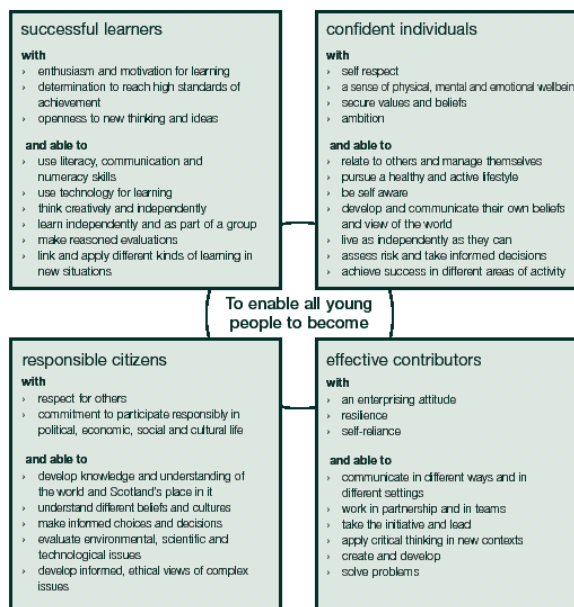 successful learners
with
› enthusiasm and motivation for learning
› determination to reach high standards of
achievement
› openness to new thinking and ideas
and able to
› use literacy, communication and
numeracy skills
› use technology for learning
› think creatively and independently
› learn independently and as part of a group
› make reasoned evaluations
› link and apply different kinds of learning in
new situations
confident individuals
with
› self respect
› a sense of physical, mental and emotional wellbein
› secure values and beliefs
› ambition
and able to
› relate to others and manage themselves
› pursue a healthy and active lifestyle
› be self aware
› develop and communicate their own beliefs
and view of the world
› live as independently as they can
› assess risk and take informed decisions
› achieve success in different areas of activity
To enable all young
people to become
responsible citizens
with
› respect for others
› commitment to participate responsibly in
political, economic, social and cultural life
and able to
› develop knowledge and understanding of
the world and Scotland's place in it
› understand different beliefs and cultures
› make informed choices and decisions
› evaluate environmental, scientific and
technological issues
› develop informed, ethical views of complex
issues
effective contributors
with
› an enterprising attitude
› resilience
› self-reliance
and able to
› communicate in different ways and in
different settings
› work in partnership and in teams
› take the initiative and lead
› apply critical thinking in new contexts
› create and develop
› solve problems